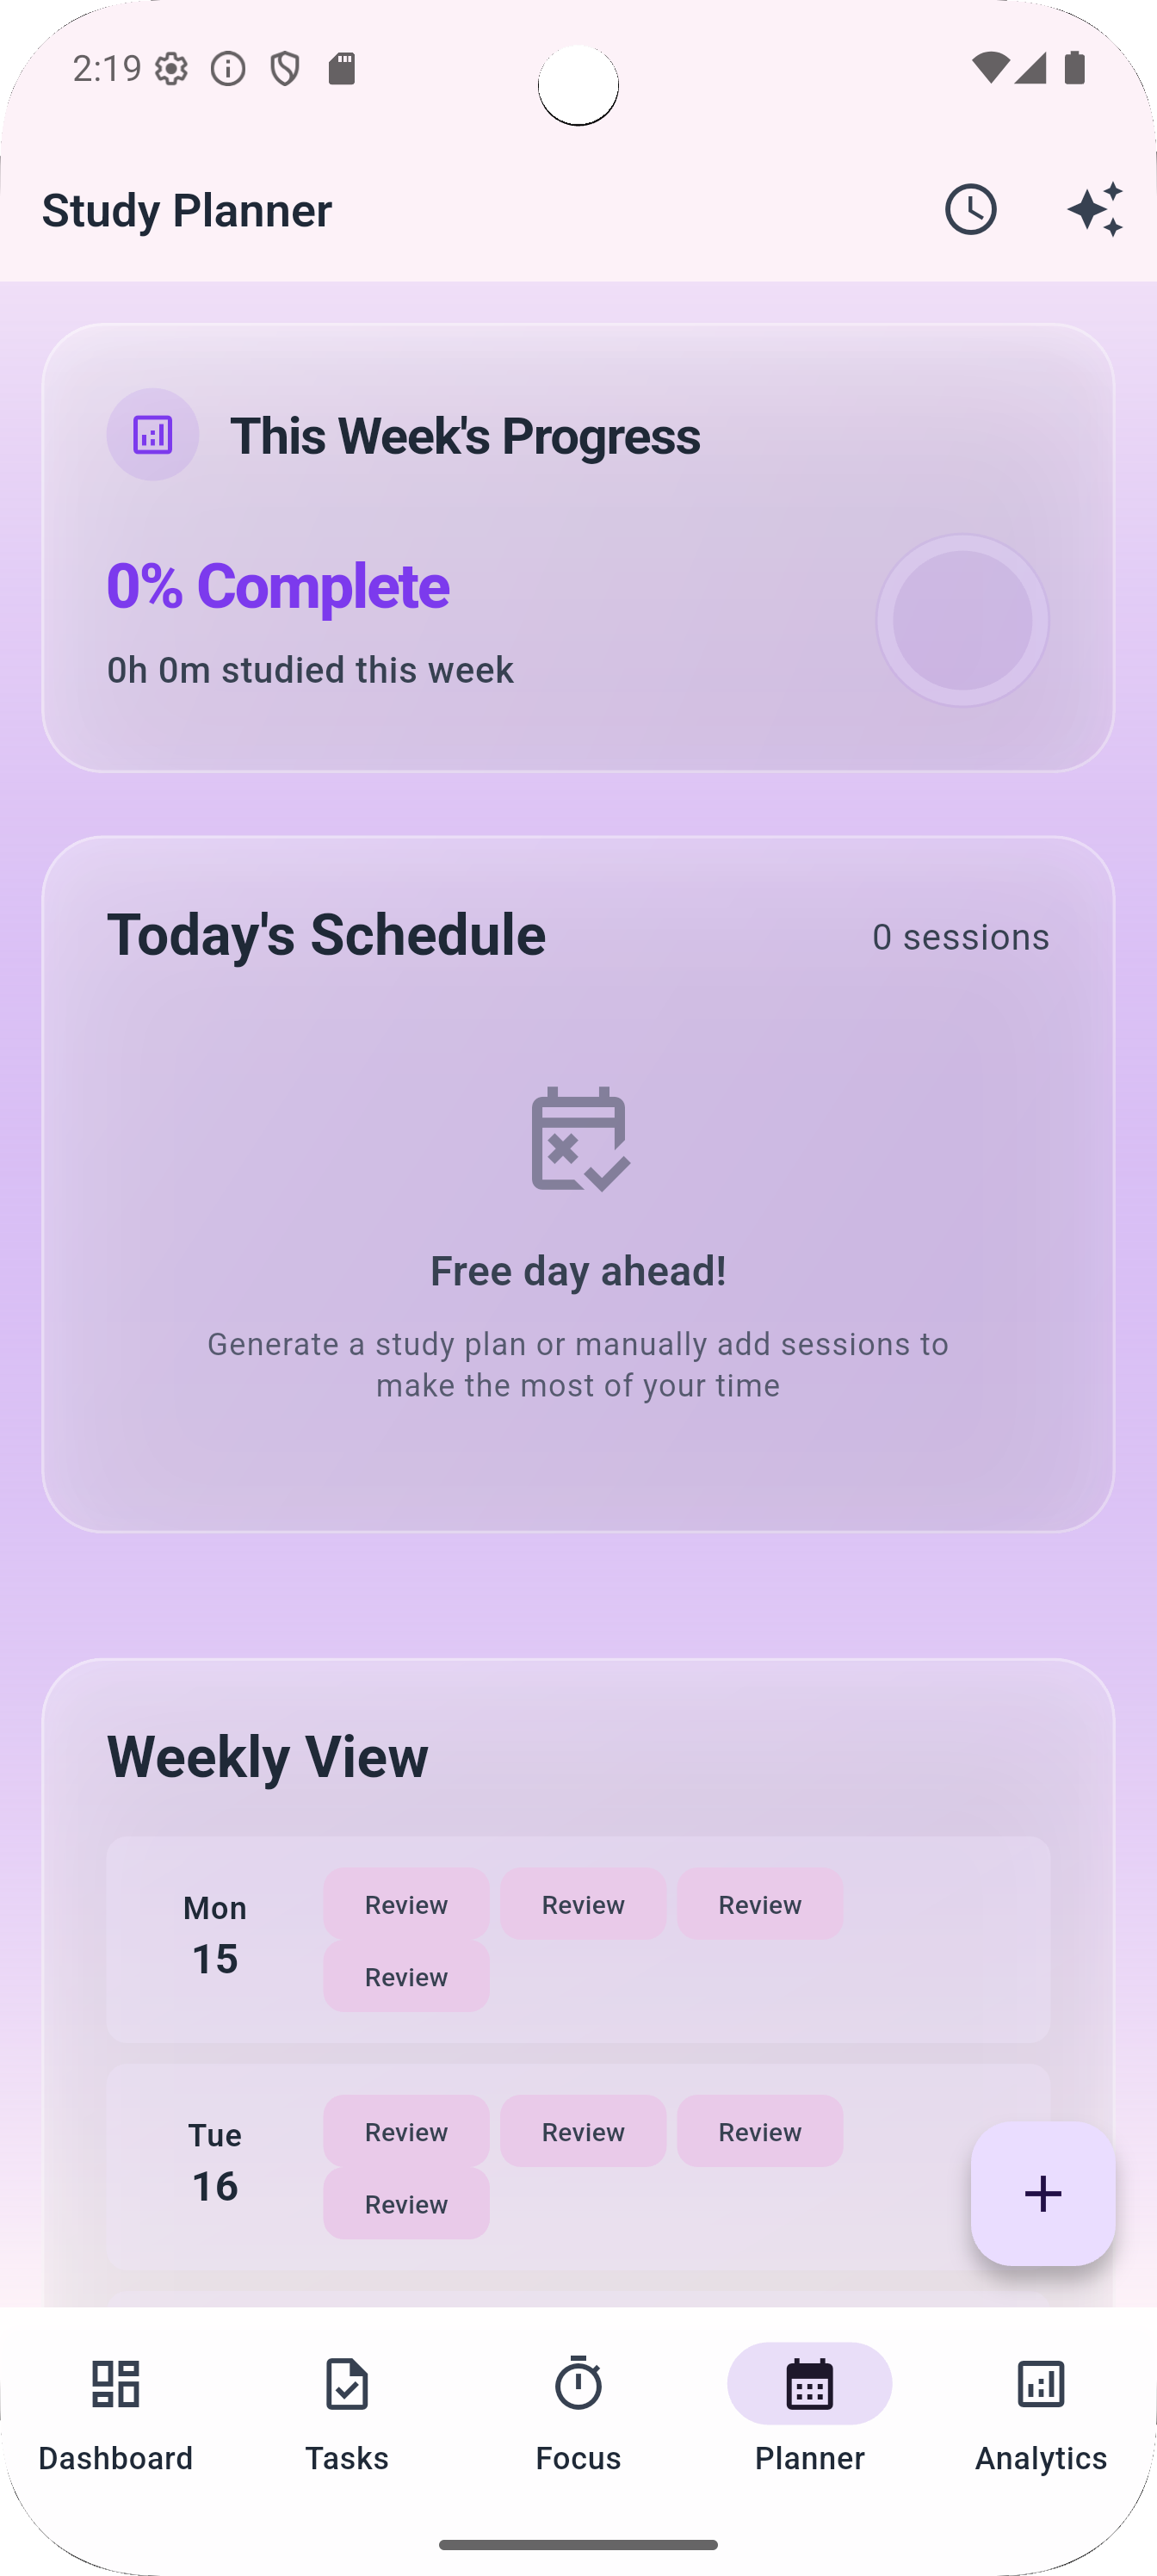 2:19
Study Planner
This Week's Progress
0% Complete
0h 0m studied this week
Today's Schedule
0 sessions
Free day ahead!
Generate a study plan or manually add sessions to
make the most of your time
Weekly View
Mon
15
Review Review Review
Review
Tue
16
Review Review Review
Review
Dashboard Tasks Focus Planner Analytics